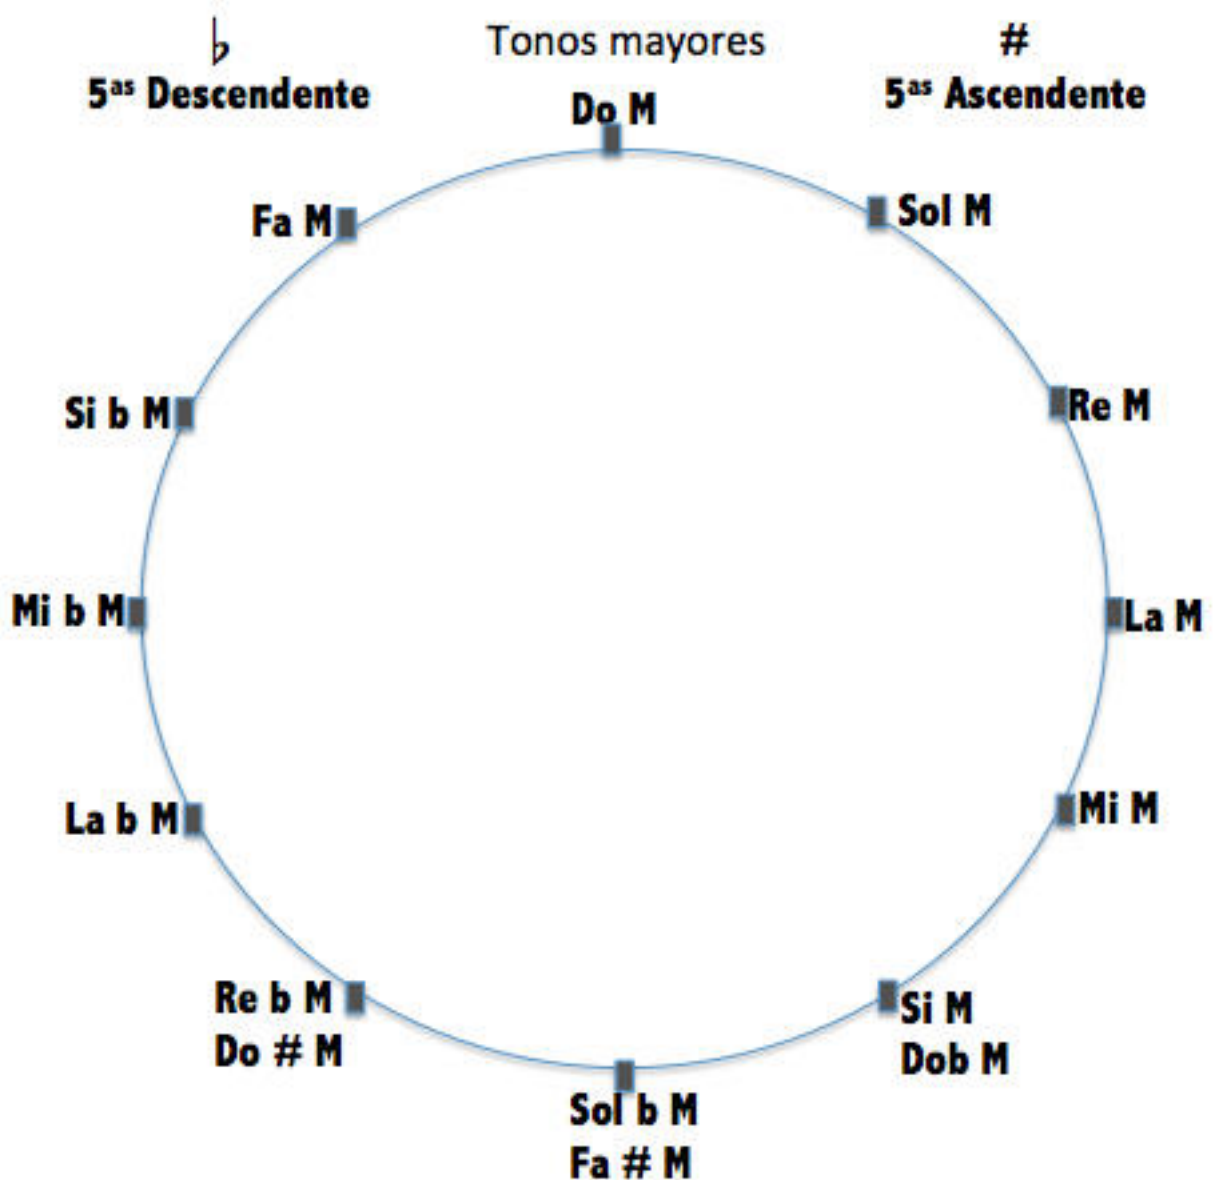 ♭
Tonos mayores
#
5as Descendente
5as Ascendente
Do M
Fa M
Sol M
Si b M
Re M
Mi b M
La M
La b M
Mi M
Re b M
Do # M
Si M
Dob M
Sol b M
Fa # M